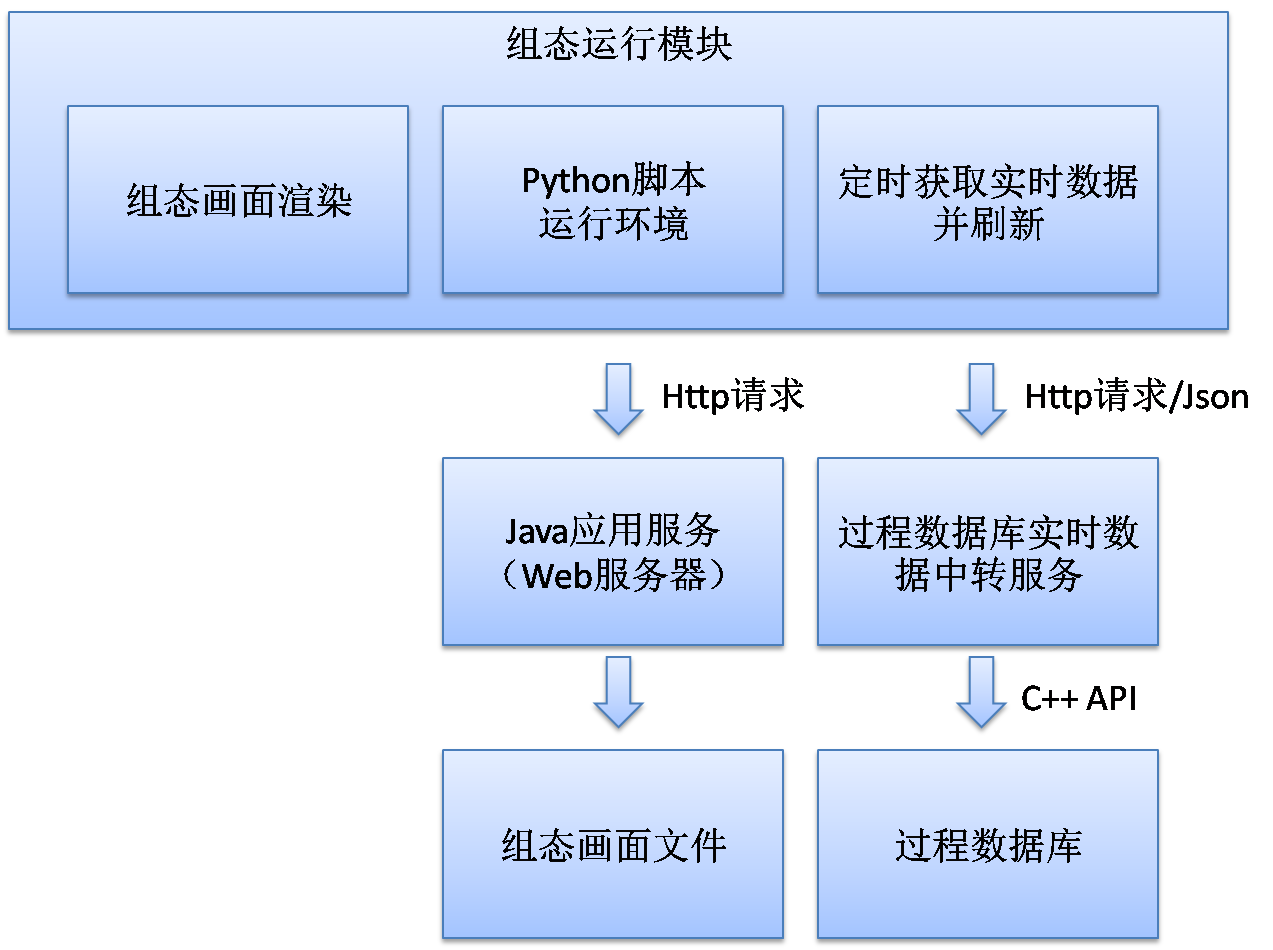 组态运行模块
组态画面渲染
Python脚本
运行环境
定时获取实时数据
并刷新
Http请求
Http请求/Json
Java应用服务
（Web服务器）
过程数据库实时数
据中转服务
C++ API
组态画面文件
过程数据库